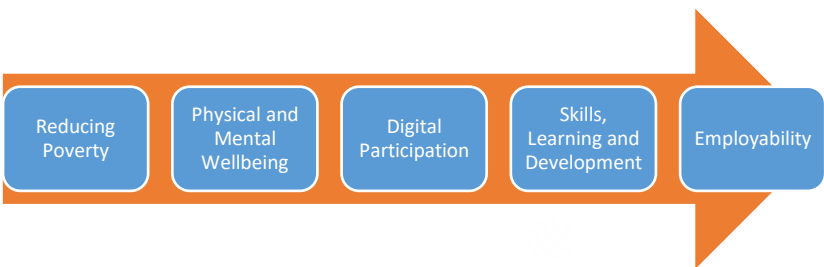 Reducing
Poverty
Physical and
Mental
Wellbeing
Digital
Participation
Skills,
Learning and
Development
Employability